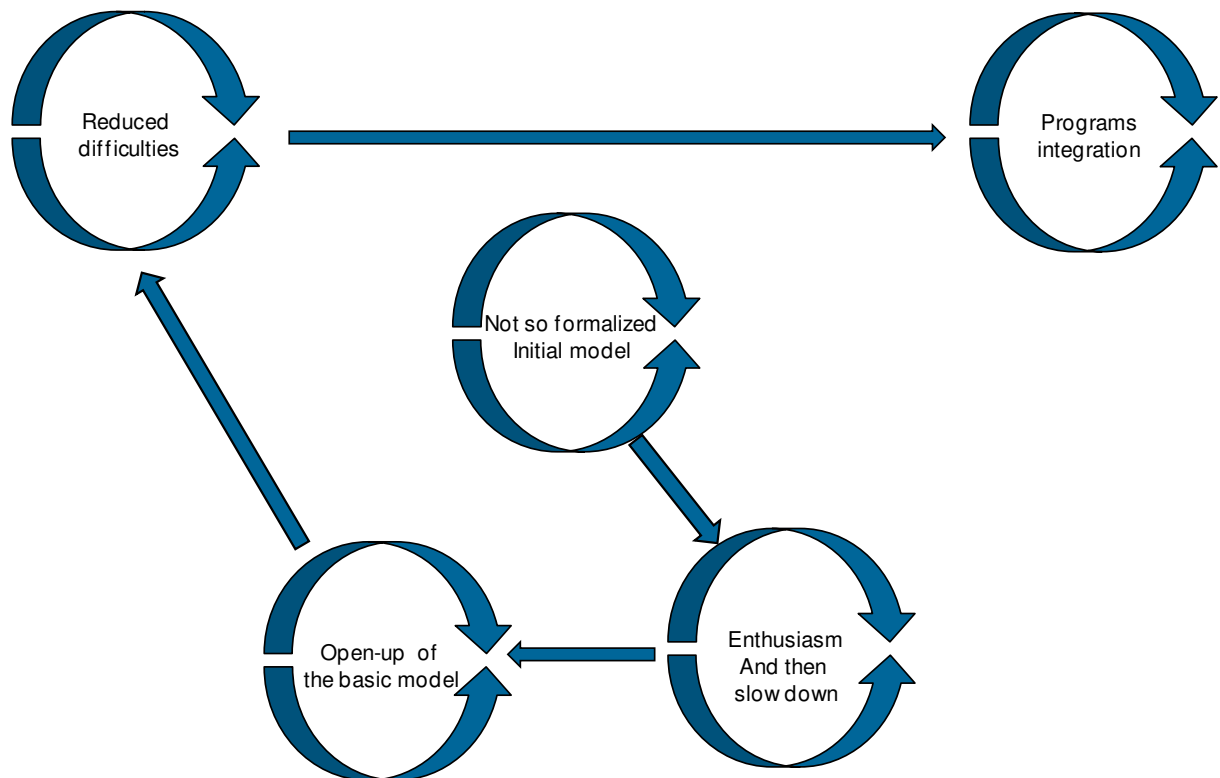 Reduced
difficulties
Programs
integration
Not so formalized
Initial model
Enthusiasm
And then
slow down
Open-up of
the basic model